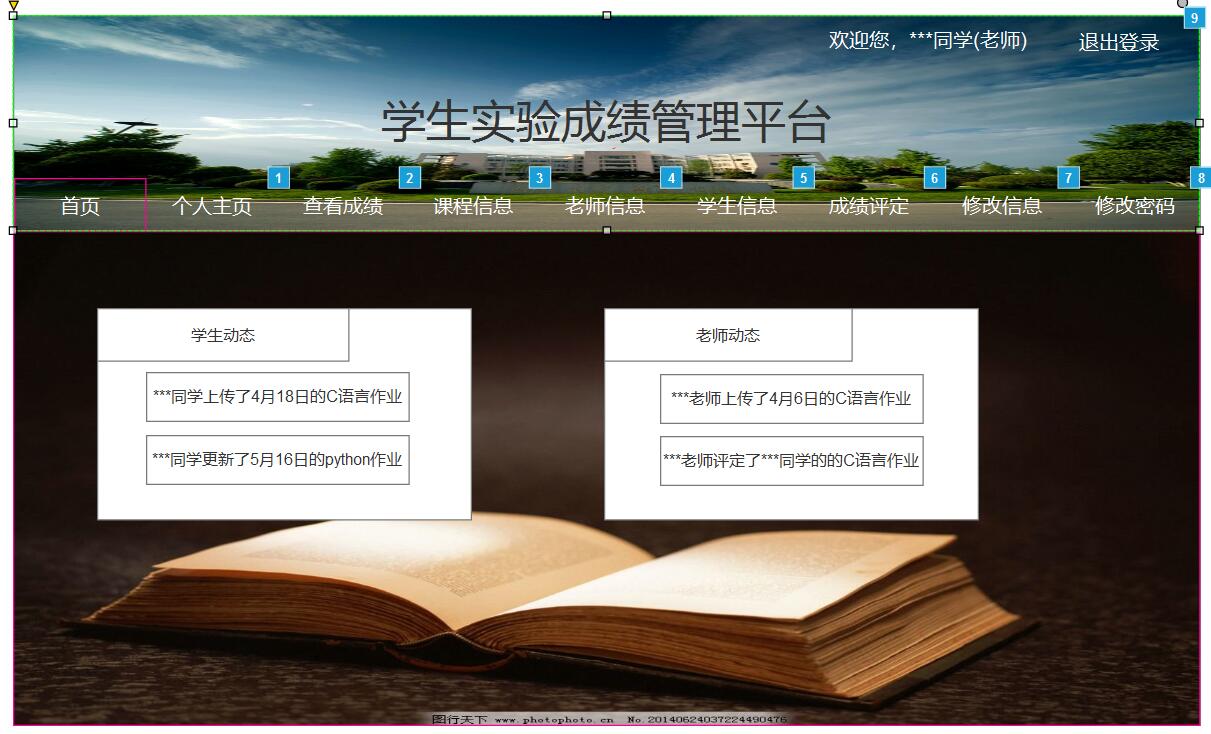 9
欢迎您，***同学(老师)
退出登录
学生实验成绩管理平台
1 2 3 4 5 6 7 8
首页 个人主页 查看成绩 课程信息 老师信息 学生信息 成绩评定 修改信息 修改密码
学生动态
***同学上传了4月18日的C语言作业
***同学更新了5月16日的python作业
老师动态
***老师上传了4月6日的C语言作业
***老师评定了***同学的的C语言作业
图行天下 www.photophoto.cn No.20140624037224490476